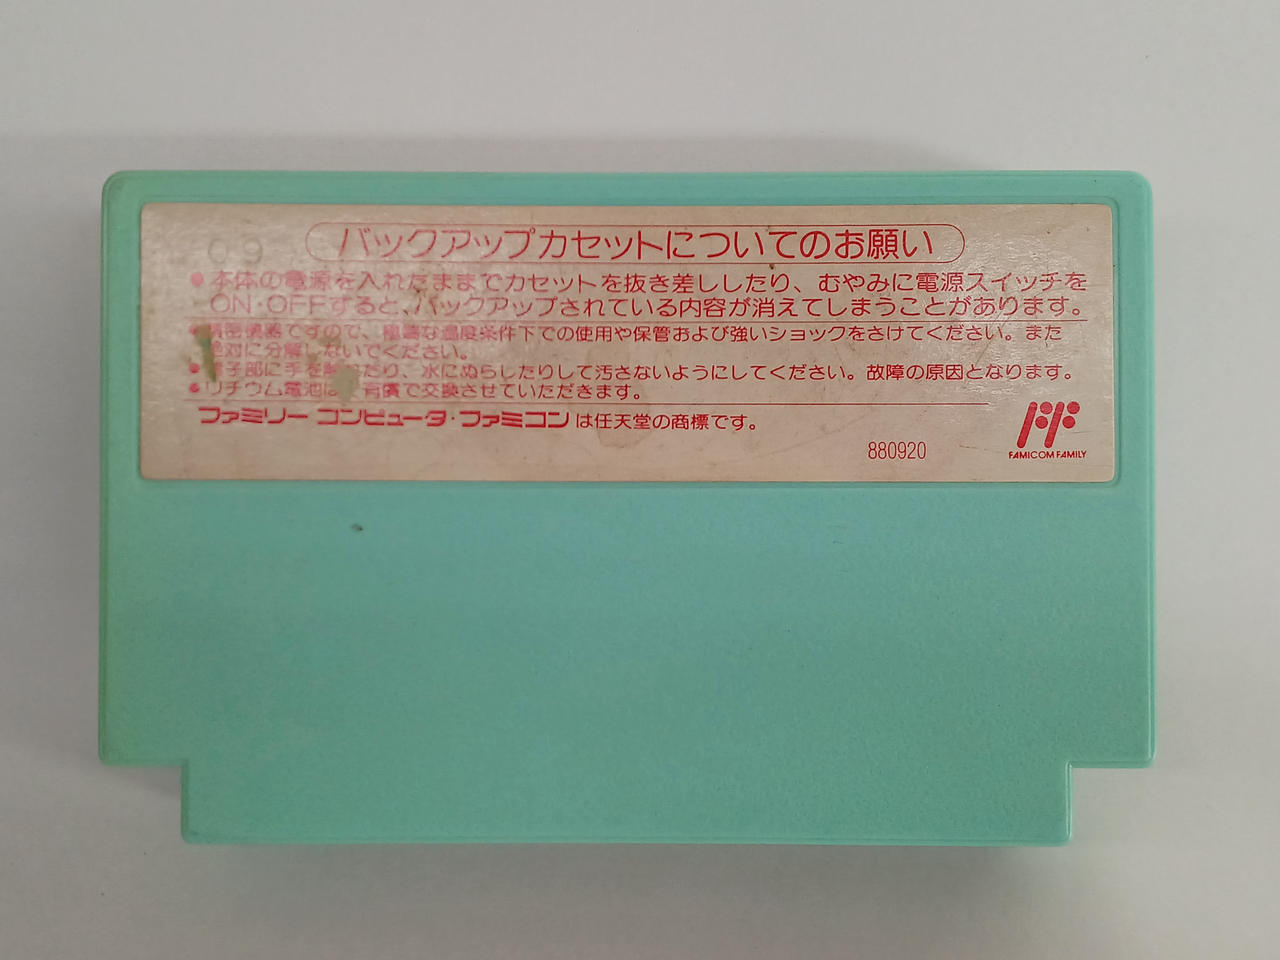 09
バックアップカセットについてのお願い
●本体の電源を入れたままでカセットを抜き差ししたり、むやみに電源スイッチを
ON・OFFすると、バックアップされている内容が消えてしまうことがあります。
●精密機器ですので、極端な温度条件下での使用や保管および強いショックをさけてください。また
絶対に分解しないでください。
●子部に手を触れたり、水にぬらしたりして汚さないようにしてください。故障の原因となります。
●リチウム電池は、有償で交換させていただきます。
ファミリーコンピュータ・ファミコンは任天堂の商標です。
880920
FAMICOM FAMILY